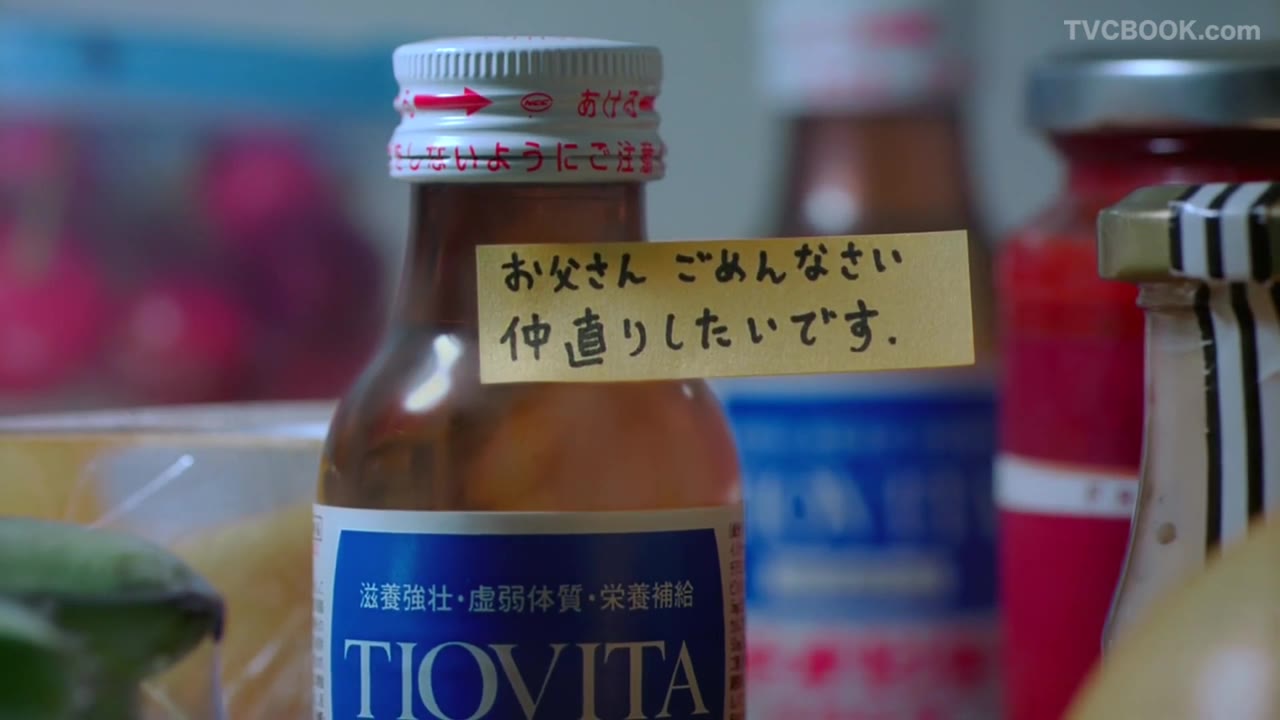 TVCBOOK.com
NCC あけ
しないようにご注意
お父さん ごめんなさい
仲直りしたいです.
滋養強壮・虚弱体質・栄養補給
TIOVITA